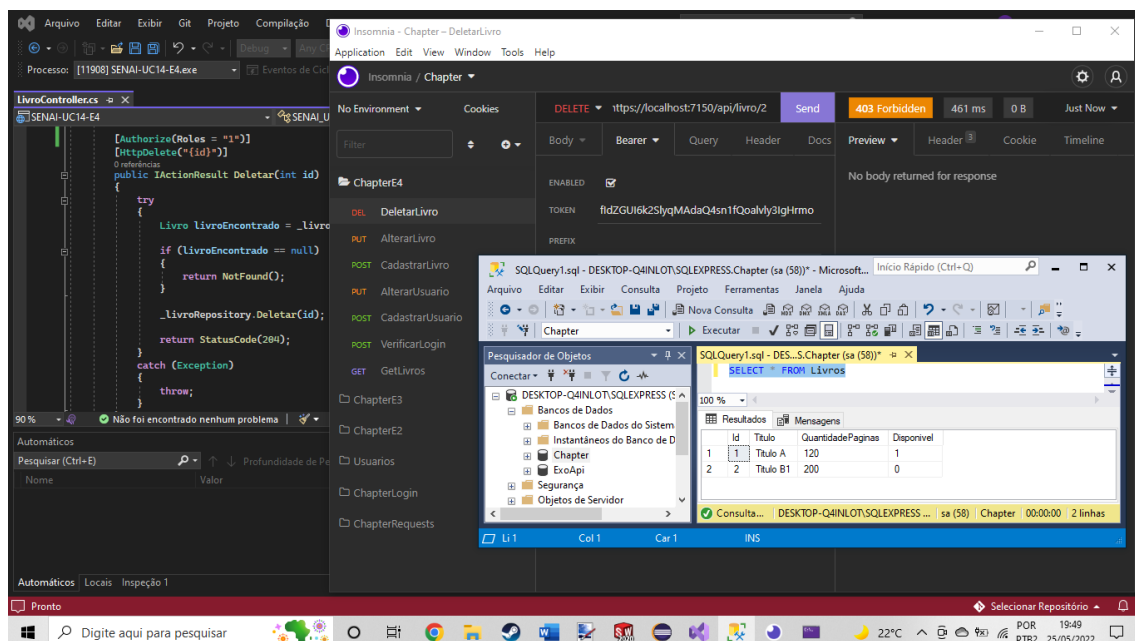 Arquivo Editar Exibir Git Projeto Compilação
Debug Any C
Processo: [11908] SENAI-UC14-E4.exe Eventos de Cicl
LivroController.cs
SENAI-UC14-E4 SENAI_U
[Authorize(Roles = "1")]
[HttpDelete("{id}")]
0 referências
public IActionResult Deletar(int id)
{
try
{
Livro livroEncontrado = _livro
if (livroEncontrado == null)
{
return NotFound();
}
_livroRepository.Deletar(id);
return StatusCode(204);
}
catch (Exception)
{
throw;
}
90 % Não foi encontrado nenhum problema
Automáticos
Pesquisar (Ctrl+E) Profundidade de Pe
Nome Valor
Automáticos Locais Inspeção 1
Pronto
Selecionar Repositório
Insomnia - Chapter – DeletarLivro
Application Edit View Window Tools Help
Insomnia / Chapter
No Environment Cookies
Filter
ChapterE4
DEL DeletarLivro
PUT AlterarLivro
POST CadastrarLivro
PUT AlterarUsuario
POST CadastrarUsuario
POST VerificarLogin
GET GetLivros
ChapterE3
ChapterE2
Usuarios
ChapterLogin
ChapterRequests
DELETE https://localhost:7150/api/livro/2 Send
Body Bearer Query Header Docs
ENABLED
TOKEN fIdZGUI6k2SlyqMAdaQ4sn1fQoalvly3IgHrmo
PREFIX
403 Forbidden 461 ms 0 B Just Now
Preview Header 3 Cookie Timeline
No body returned for response
SQLQuery1.sql - DESKTOP-Q4INLOT\SQLEXPRESS.Chapter (sa (58))* - Microsoft... Início Rápido (Ctrl+Q)
Arquivo Editar Exibir Consulta Projeto Ferramentas Janela Ajuda
Nova Consulta
Chapter Executar
Pesquisador de Objetos
Conectar
DESKTOP-Q4INLOT\SQLEXPRESS (S
Bancos de Dados
Bancos de Dados do Sistem
Instantâneos do Banco de D
Chapter
ExoApi
Segurança
Objetos de Servidor
SQLQuery1.sql - DES...S.Chapter (sa (58))*
SELECT * FROM Livros
100 %
Resultados Mensagens
Id Titulo QuantidadePaginas Disponivel
1 1 Titulo A 120 1
2 2 Titulo B1 200 0
Consulta... DESKTOP-Q4INLOT\SQLEXPRESS ... sa (58) Chapter 00:00:00 2 linhas
Li 1 Col 1 Car 1 INS
Digite aqui para pesquisar
22°C POR 19:49
PTB2 25/05/2022